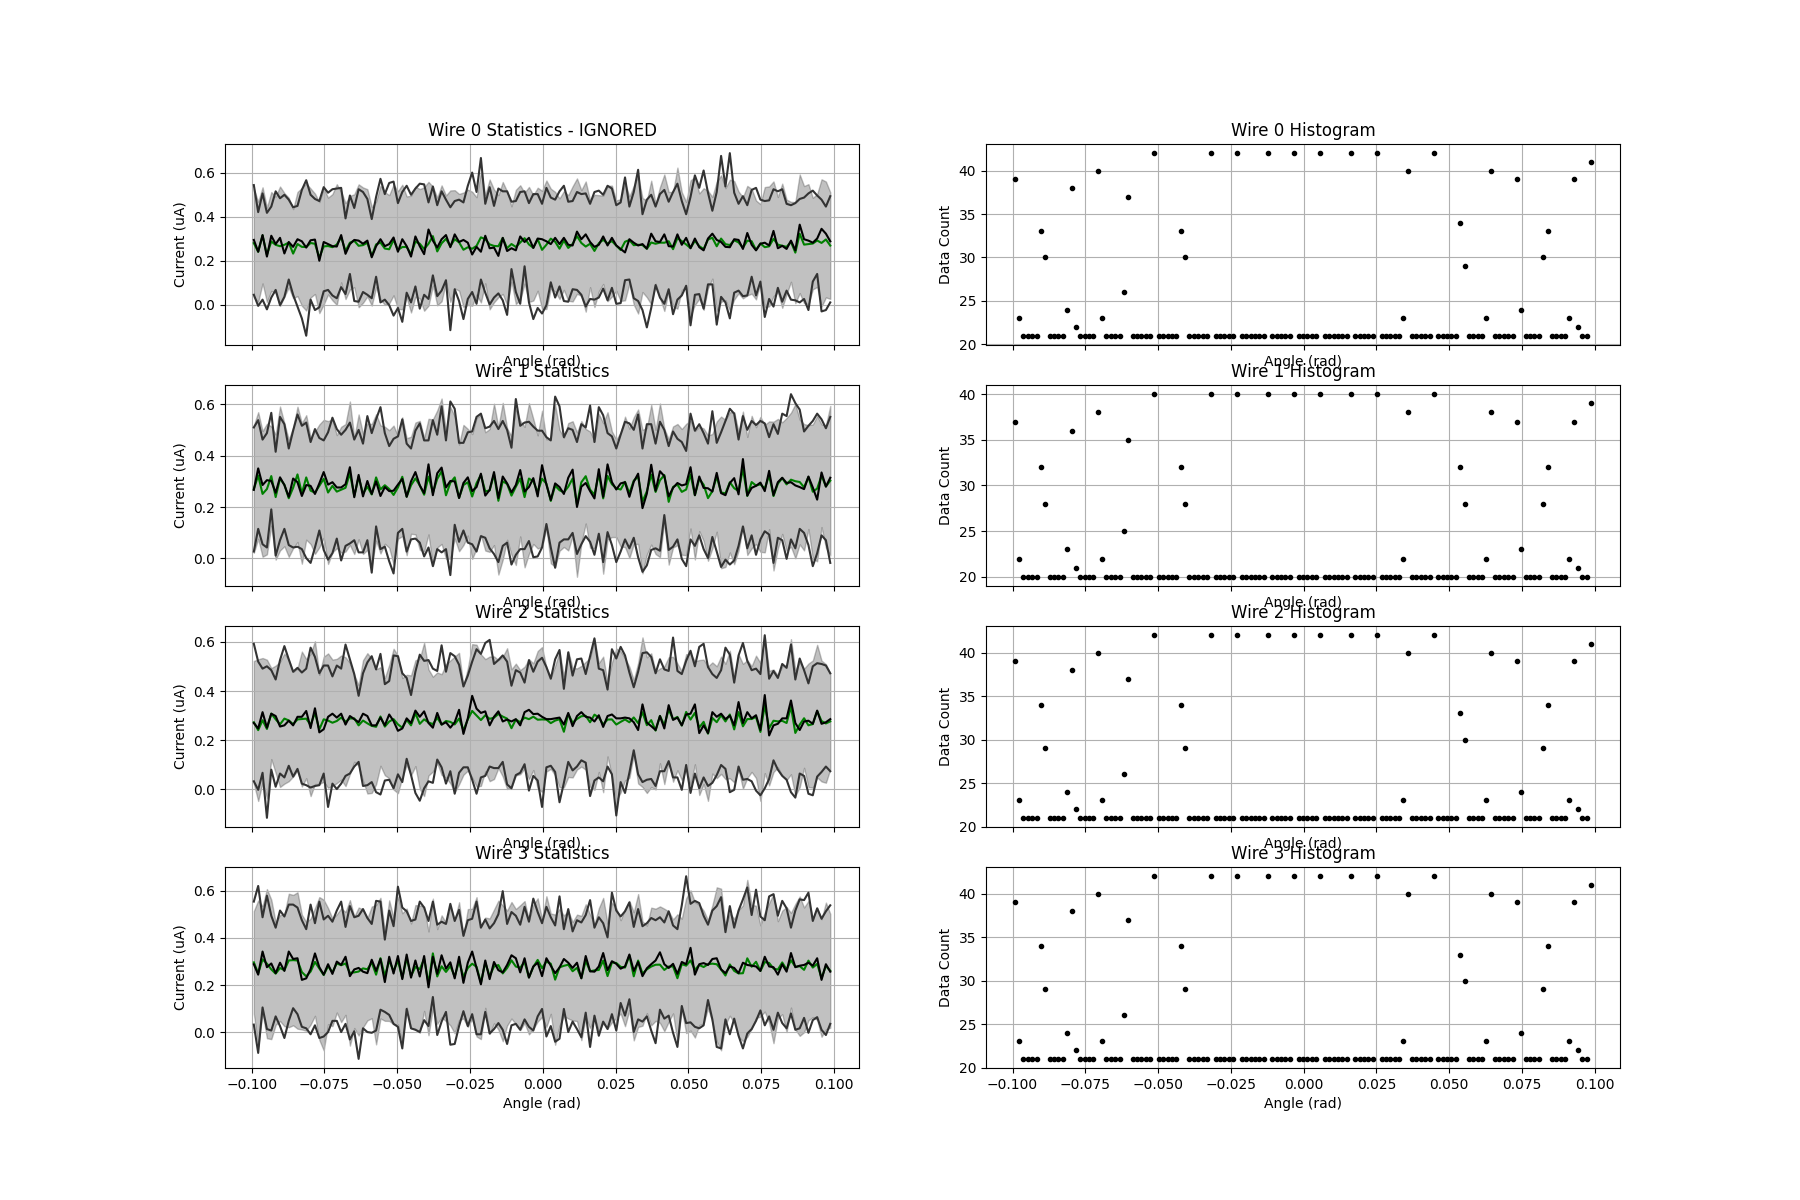 Wire 0 Statistics - IGNORED
Current (uA)
0.6
0.4
0.2
0.0
Angle (rad)
Wire 0 Histogram
Data Count
40
35
30
25
20
Angle (rad)
Wire 1 Statistics
Current (uA)
0.6
0.4
0.2
0.0
Angle (rad)
Wire 1 Histogram
Data Count
40
35
30
25
20
Angle (rad)
Wire 2 Statistics
Current (uA)
0.6
0.4
0.2
0.0
Angle (rad)
Wire 2 Histogram
Data Count
40
35
30
25
20
Angle (rad)
Wire 3 Statistics
Current (uA)
0.6
0.4
0.2
0.0
−0.100 −0.075 −0.050 −0.025 0.000 0.025 0.050 0.075 0.100
Angle (rad)
Wire 3 Histogram
Data Count
40
35
30
25
20
−0.100 −0.075 −0.050 −0.025 0.000 0.025 0.050 0.075 0.100
Angle (rad)